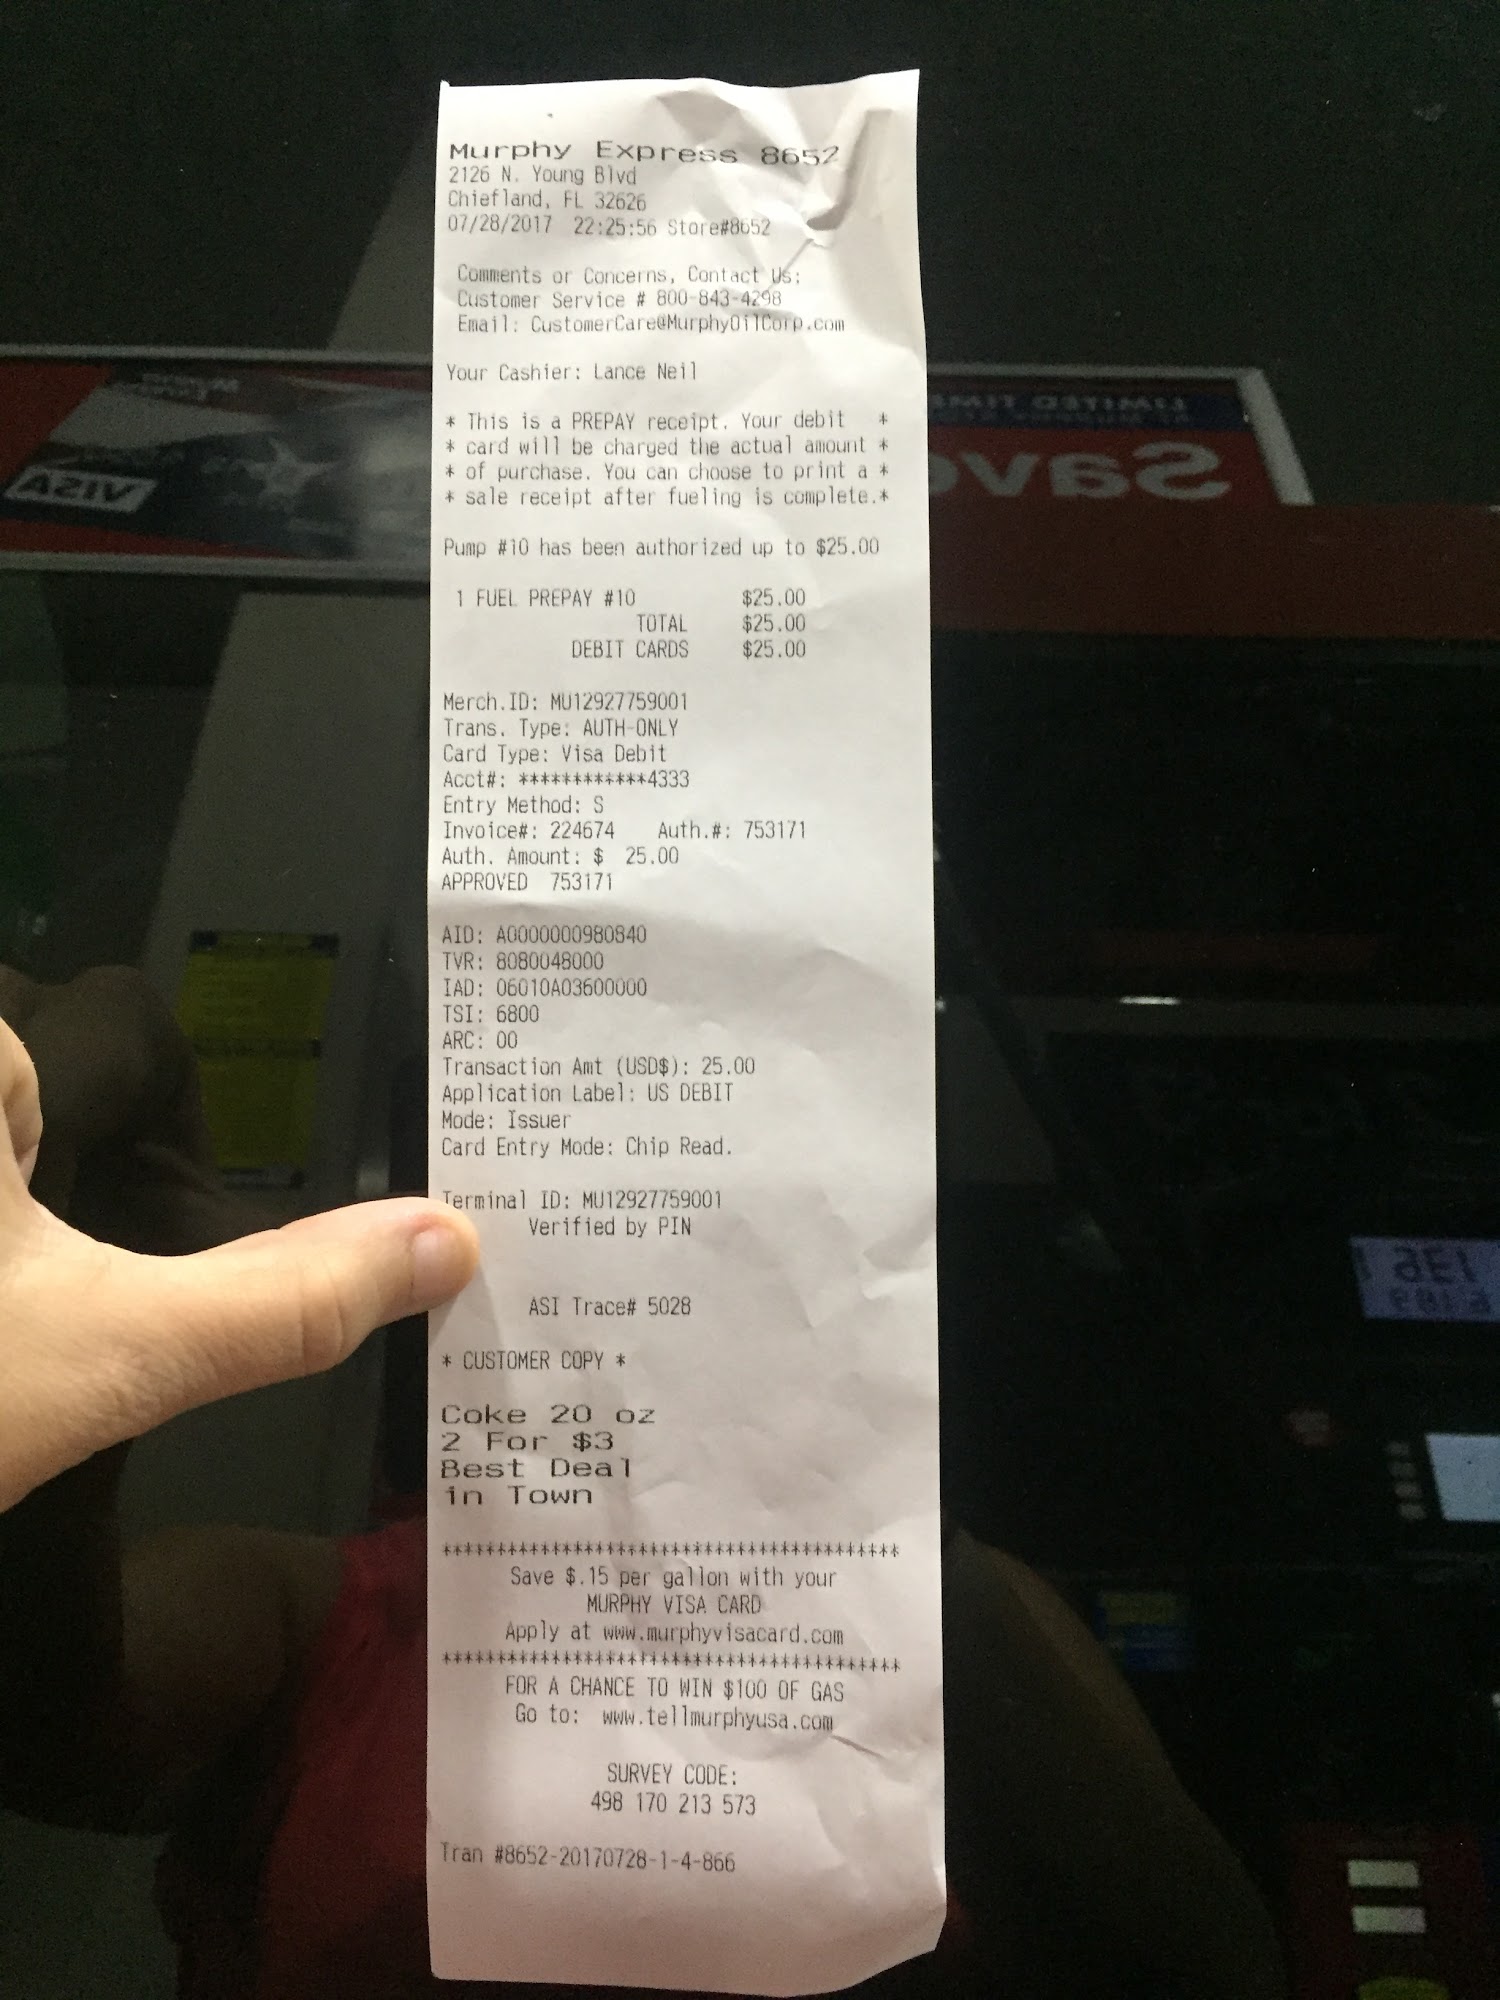 Murphy Express 8652
2126 N. Young Blvd
Chiefland, FL 32626
07/28/2017 22:25:56 Store#8652
Comments or Concerns, Contact Us:
Customer Service # 800-843-4298
Email: CustomerCare@MurphyOilCorp.com
Your Cashier: Lance Neil
* This is a PREPAY receipt. Your debit *
* card will be charged the actual amount *
* of purchase. You can choose to print a *
* sale receipt after fueling is complete.*
Pump #10 has been authorized up to $25.00
1 FUEL PREPAY #10 $25.00
TOTAL $25.00
DEBIT CARDS $25.00
Merch.ID: MU12927759001
Trans. Type: AUTH-ONLY
Card Type: Visa Debit
Acct#: ************4333
Entry Method: S
Invoice#: 224674 Auth.#: 753171
Auth. Amount: $ 25.00
APPROVED 753171
AID: A0000000980840
TVR: 8080048000
IAD: 06010A03600000
TSI: 6800
ARC: 00
Transaction Amt (USD$): 25.00
Application Label: US DEBIT
Mode: Issuer
Card Entry Mode: Chip Read.
Terminal ID: MU12927759001
Verified by PIN
ASI Trace# 5028
* CUSTOMER COPY *
Coke 20 oz
2 For $3
Best Deal
in Town
*******************************************
Save $.15 per gallon with your
MURPHY VISA CARD
Apply at www.murphyvisacard.com
*******************************************
FOR A CHANCE TO WIN $100 OF GAS
Go to: www.tellmurphyusa.com
SURVEY CODE:
498 170 213 573
Tran #8652-20170728-1-4-866
VISA
LIMITED TIME
Save